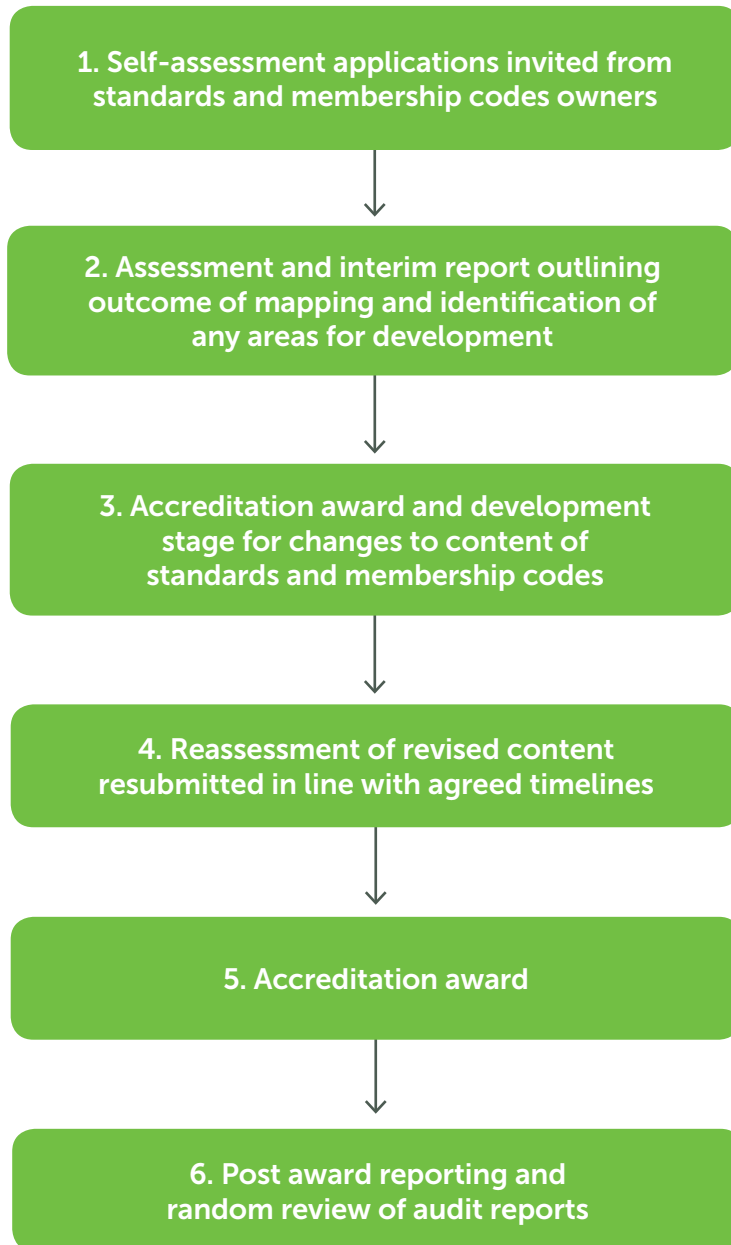 1. Self-assessment applications invited from
standards and membership codes owners
2. Assessment and interim report outlining
outcome of mapping and identification of
any areas for development
3. Accreditation award and development
stage for changes to content of
standards and membership codes
4. Reassessment of revised content
resubmitted in line with agreed timelines
5. Accreditation award
6. Post award reporting and
random review of audit reports